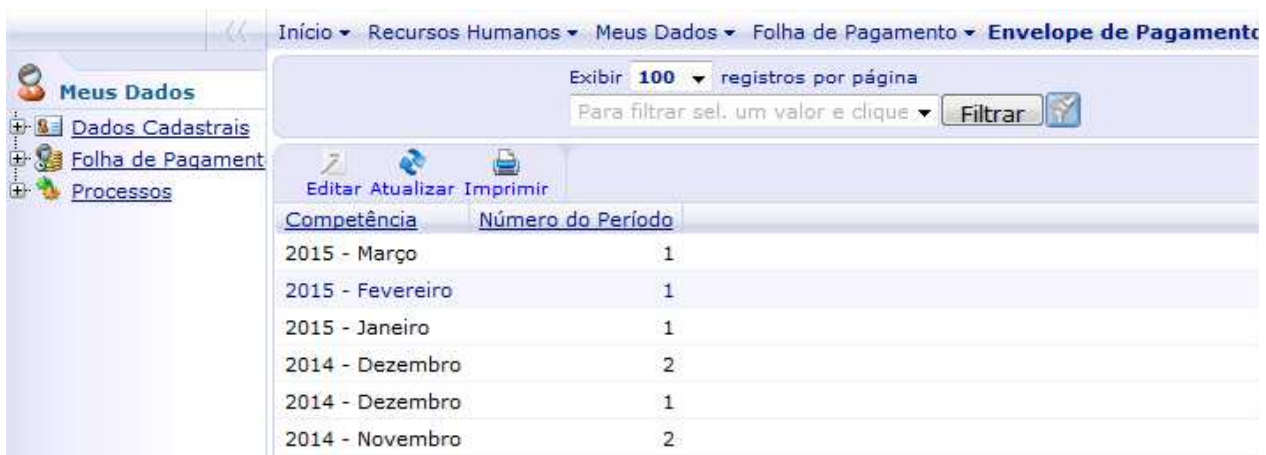 Início Recursos Humanos Meus Dados Folha de Pagamento Envelope de Pagamento
Meus Dados
Dados Cadastrais
Folha de Pagament
Processos
Exibir 100 registros por página
Para filtrar sel. um valor e clique Filtrar
Editar Atualizar Imprimir
Competência Número do Período
2015 - Março 1
2015 - Fevereiro 1
2015 - Janeiro 1
2014 - Dezembro 2
2014 - Dezembro 1
2014 - Novembro 2